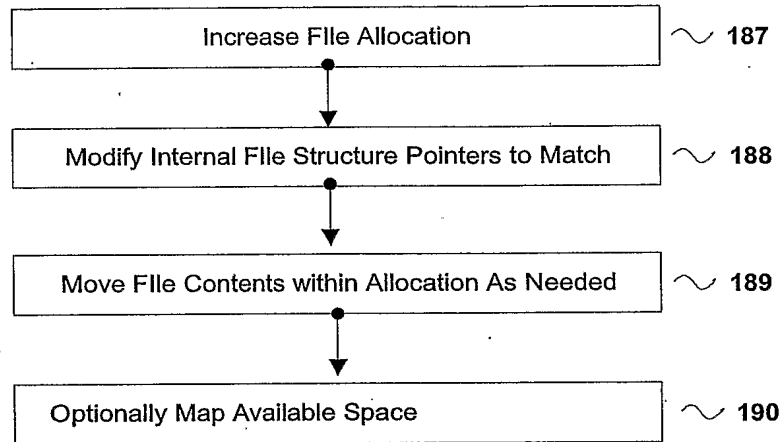 Increase FIle Allocation 187
Modify Internal FIle Structure Pointers to Match 188
Move FIle Contents within Allocation As Needed 189
Optionally Map Available Space 190